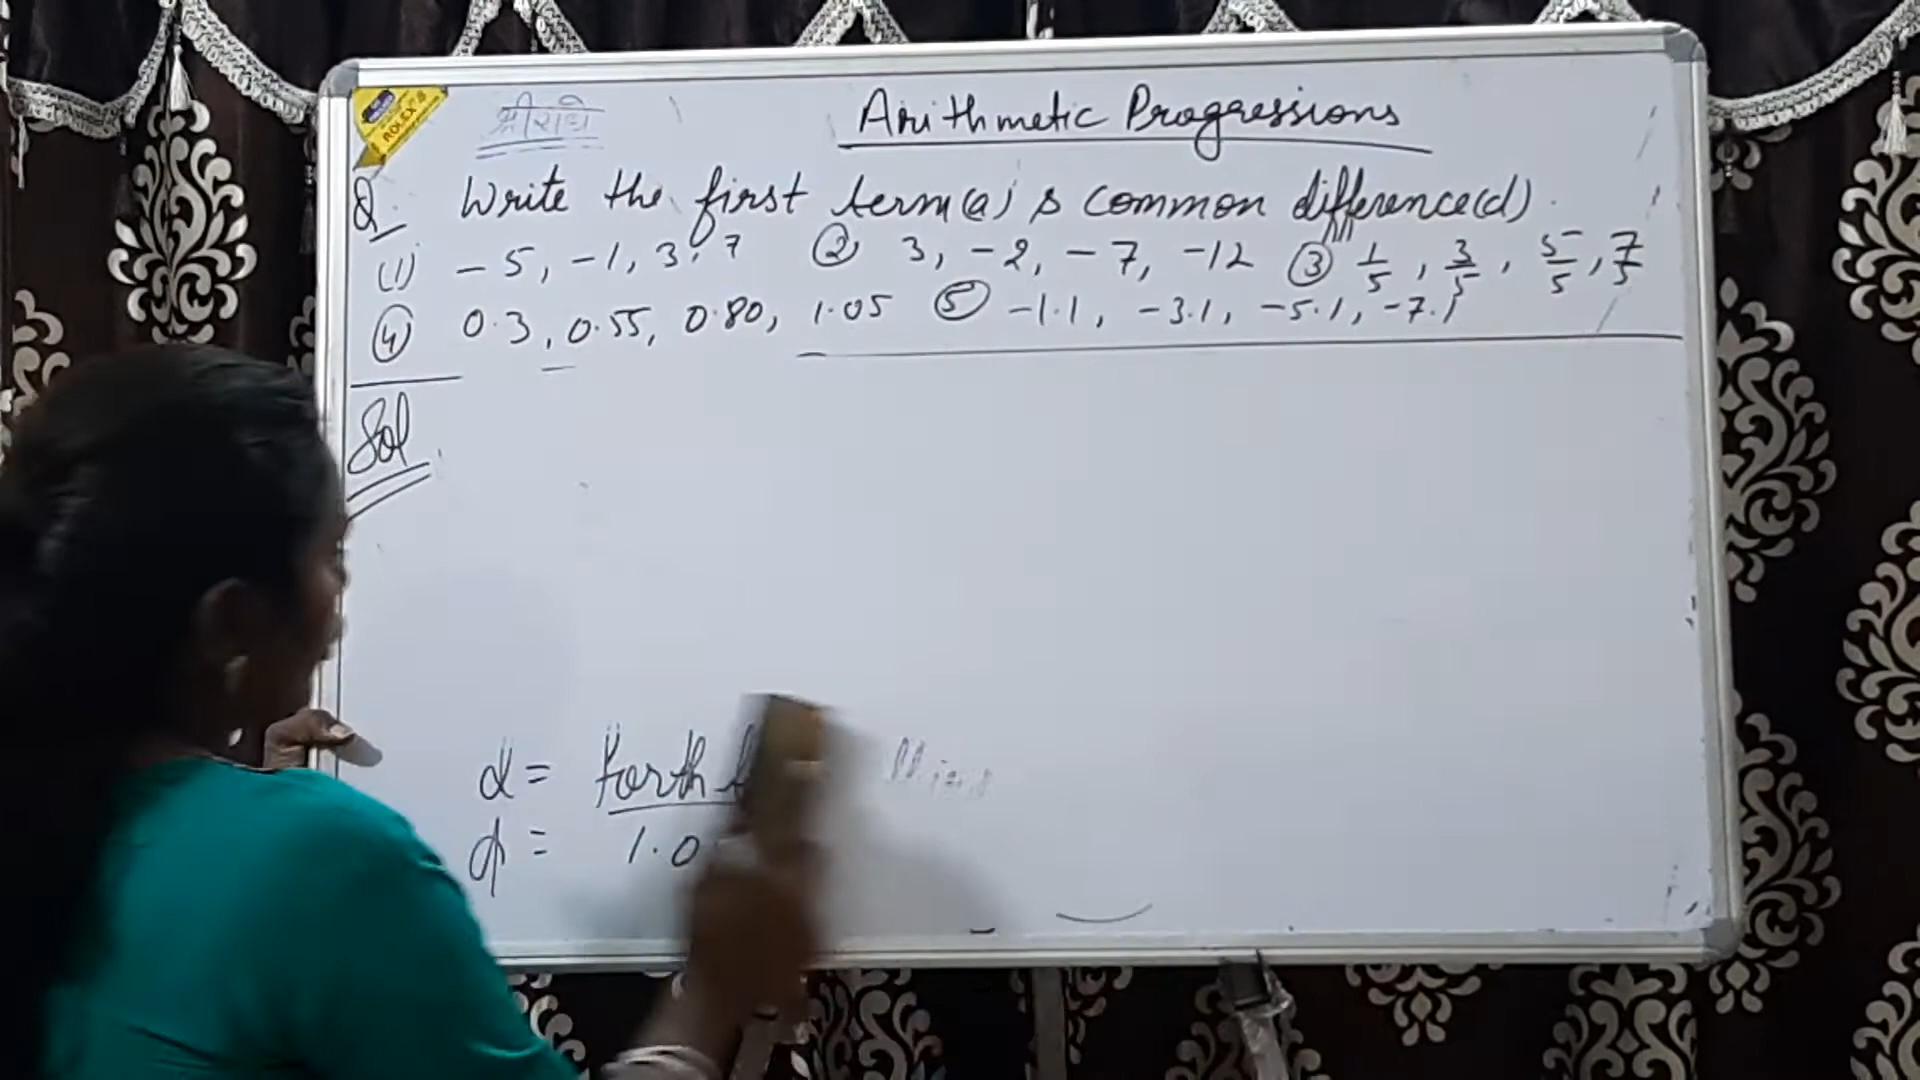 ROLEX
श्री राधे
Arithmetic Progressions
Q. Write the first term(a) & common difference(d).
(1) -5, -1, 3, 7 ② 3, -2, -7, -12 ③ 1/5, 3/5, 5/5, 7/5
④ 0.3, 0.55, 0.80, 1.05 ⑤ -1.1, -3.1, -5.1, -7.1
Sol
d = Forth
d = 1.0